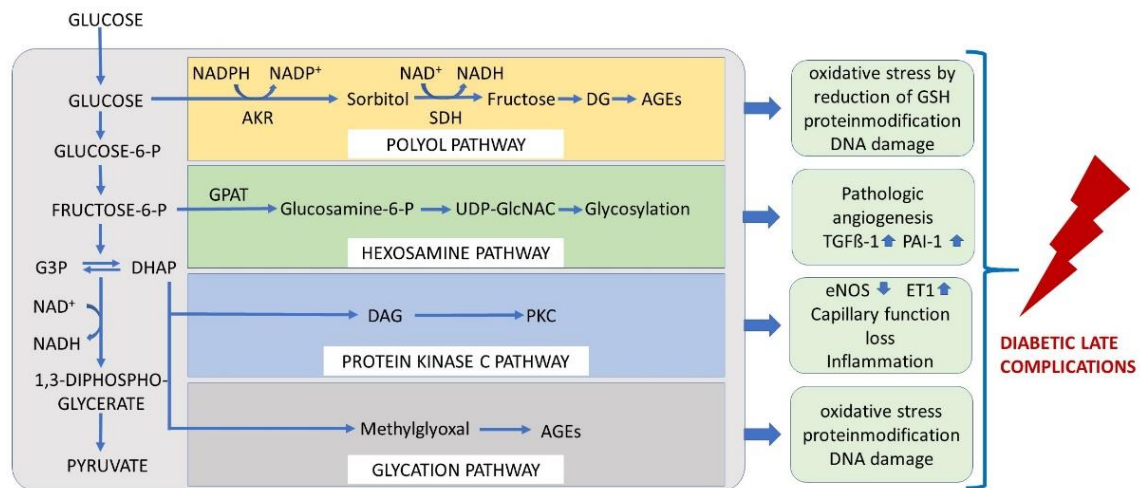 GLUCOSE
GLUCOSE
GLUCOSE-6-P
FRUCTOSE-6-P
G3P
DHAP
NAD⁺
NADH
1,3-DIPHOSPHO-
GLYCERATE
PYRUVATE
NADPH
NADP⁺
AKR
Sorbitol
NAD⁺
NADH
SDH
Fructose
DG
AGEs
POLYOL PATHWAY
GPAT
Glucosamine-6-P
UDP-GlcNAC
Glycosylation
HEXOSAMINE PATHWAY
DAG
PKC
PROTEIN KINASE C PATHWAY
Methylglyoxal
AGEs
GLYCATION PATHWAY
oxidative stress by
reduction of GSH
proteinmodification
DNA damage
Pathologic
angiogenesis
TGFß-1 PAI-1
eNOS ET1
Capillary function
loss
Inflammation
oxidative stress
proteinmodification
DNA damage
DIABETIC LATE
COMPLICATIONS